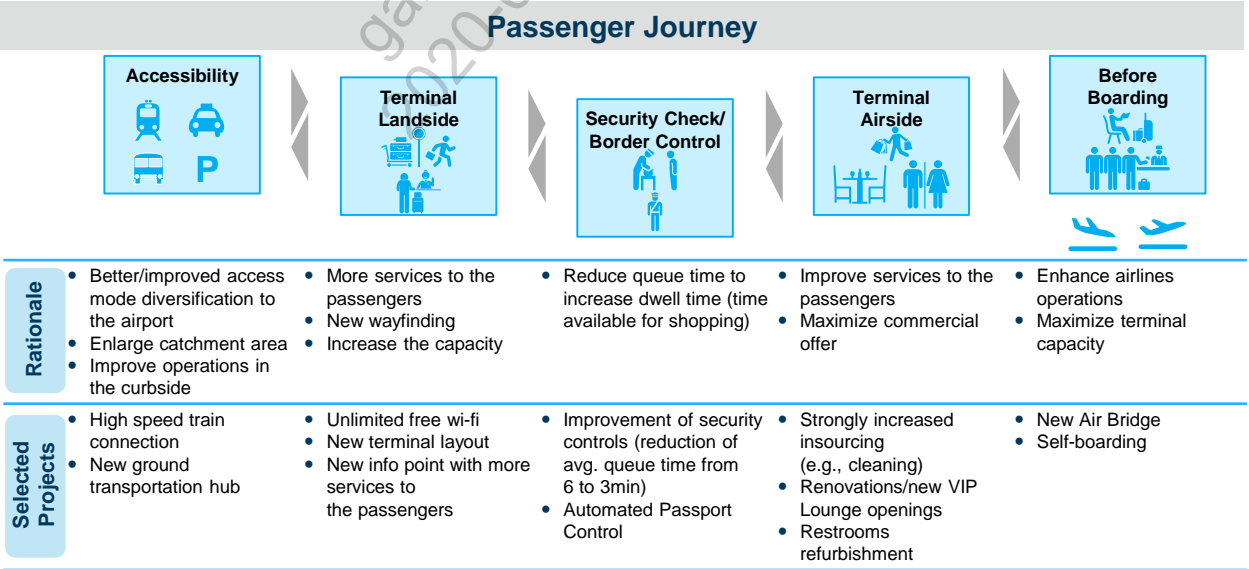 Passenger Journey
Accessibility
P
Terminal
Landside
Security Check/
Border Control
Terminal
Airside
Before
Boarding
Rationale
• Better/improved access
mode diversification to
the airport
• Enlarge catchment area
• Improve operations in
the curbside
• More services to the
passengers
• New wayfinding
• Increase the capacity
• Reduce queue time to
increase dwell time (time
available for shopping)
• Improve services to the
passengers
• Maximize commercial
offer
• Enhance airlines
operations
• Maximize terminal
capacity
Selected
Projects
• High speed train
connection
• New ground
transportation hub
• Unlimited free wi-fi
• New terminal layout
• New info point with more
services to
the passengers
• Improvement of security
controls (reduction of
avg. queue time from
6 to 3min)
• Automated Passport
Control
• Strongly increased
insourcing
(e.g., cleaning)
• Renovations/new VIP
Lounge openings
• Restrooms
refurbishment
• New Air Bridge
• Self-boarding